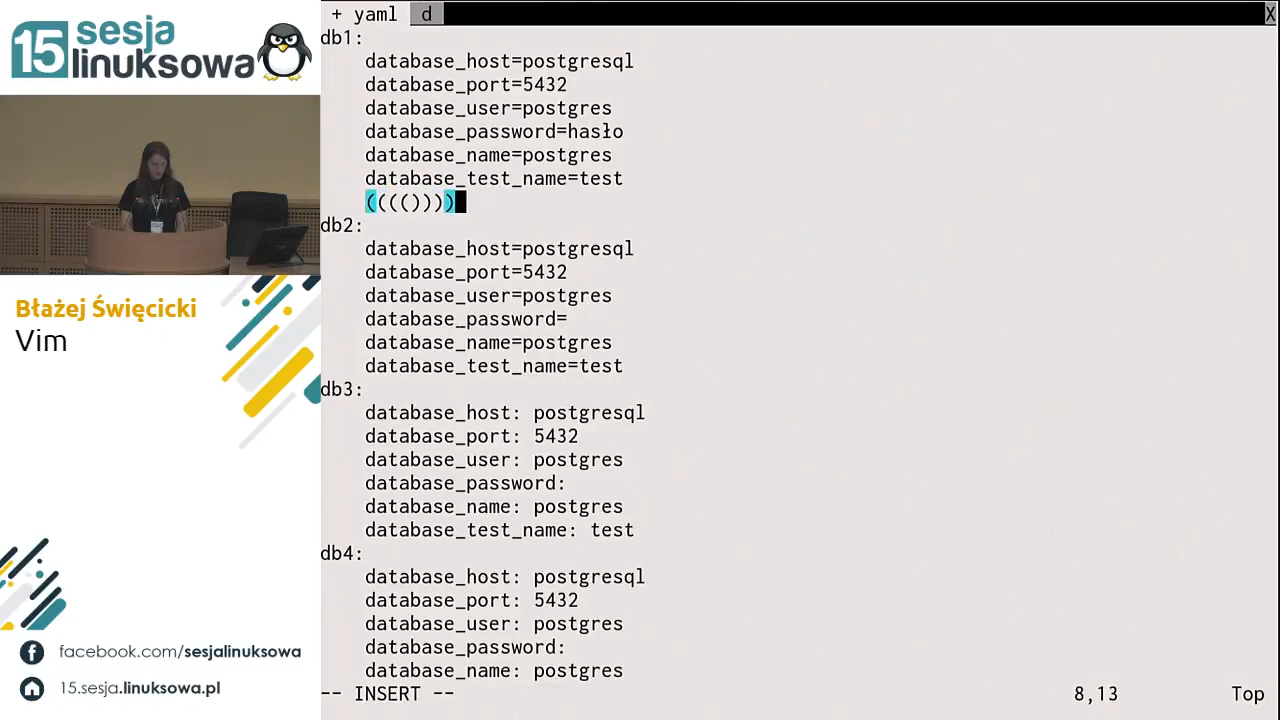 15 sesja
linuksowa
Błażej Święcicki
Vim
facebook.com/sesjalinuksowa
15.sesja.linuksowa.pl
+ yaml d X
db1:
database_host=postgresql
database_port=5432
database_user=postgres
database_password=hasło
database_name=postgres
database_test_name=test
(((())))
db2:
database_host=postgresql
database_port=5432
database_user=postgres
database_password=
database_name=postgres
database_test_name=test
db3:
database_host: postgresql
database_port: 5432
database_user: postgres
database_password:
database_name: postgres
database_test_name: test
db4:
database_host: postgresql
database_port: 5432
database_user: postgres
database_password:
database_name: postgres
-- INSERT -- 8,13 Top